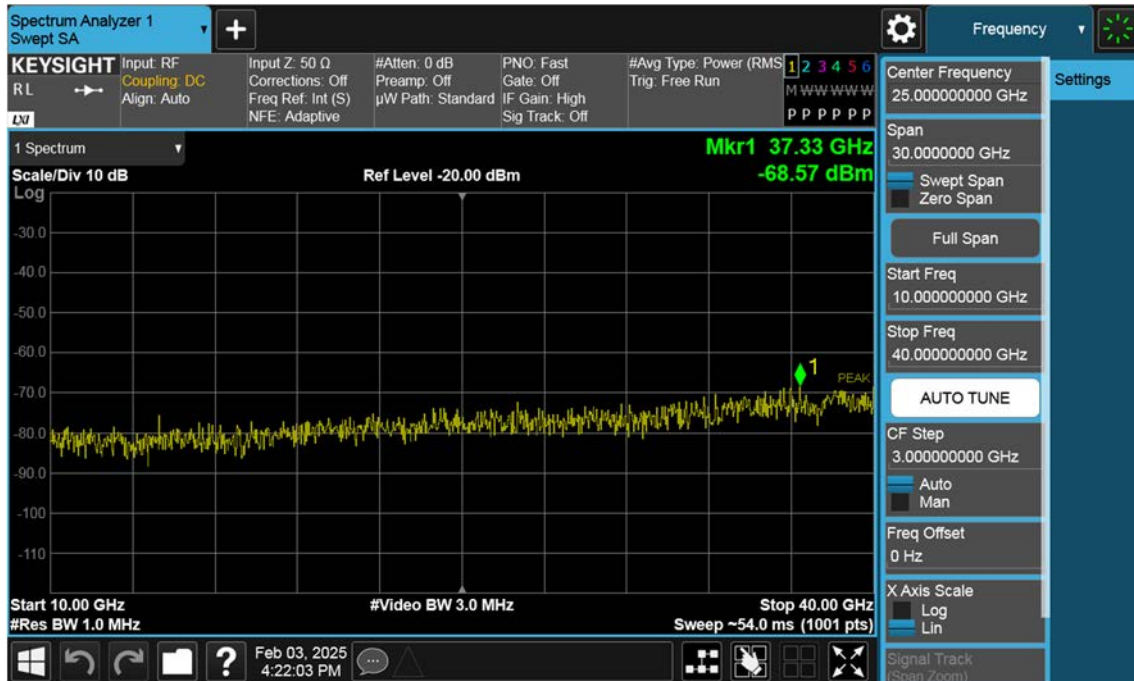 Spectrum Analyzer 1
Swept SA
Frequency
KEYSIGHT
RL
LXI
Input: RF
Coupling: DC
Align: Auto
Input Z: 50 Ω
Corrections: Off
Freq Ref: Int (S)
NFE: Adaptive
#Atten: 0 dB
Preamp: Off
µW Path: Standard
PNO: Fast
Gate: Off
IF Gain: High
Sig Track: Off
#Avg Type: Power (RMS
Trig: Free Run
1 2 3 4 5 6
M W W W W W
P P P P P P
1 Spectrum
Mkr1 37.33 GHz
-68.57 dBm
Scale/Div 10 dB
Ref Level -20.00 dBm
Log
-30.0
-40.0
-50.0
-60.0
-70.0
-80.0
-90.0
-100
-110
1
PEAK
Start 10.00 GHz
#Res BW 1.0 MHz
#Video BW 3.0 MHz
Stop 40.00 GHz
Sweep ~54.0 ms (1001 pts)
Feb 03, 2025
4:22:03 PM
Center Frequency
25.000000000 GHz
Span
30.0000000 GHz
Swept Span
Zero Span
Full Span
Start Freq
10.000000000 GHz
Stop Freq
40.000000000 GHz
AUTO TUNE
CF Step
3.000000000 GHz
Auto
Man
Freq Offset
0 Hz
X Axis Scale
Log
Lin
Signal Track
(Span Zoom)
Settings